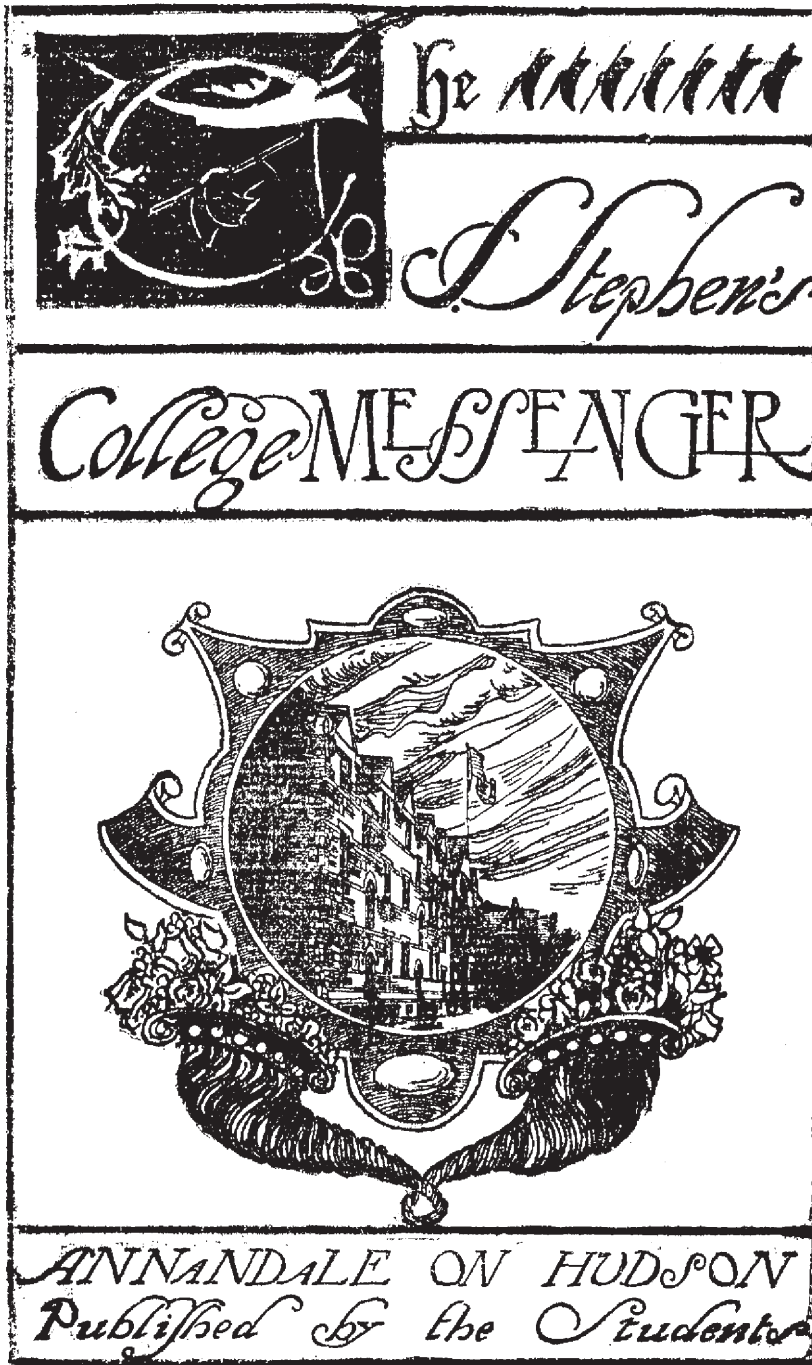 The
S. Stephen's
College MESSENGER
ANNANDALE ON HUDSON
Published by the Students